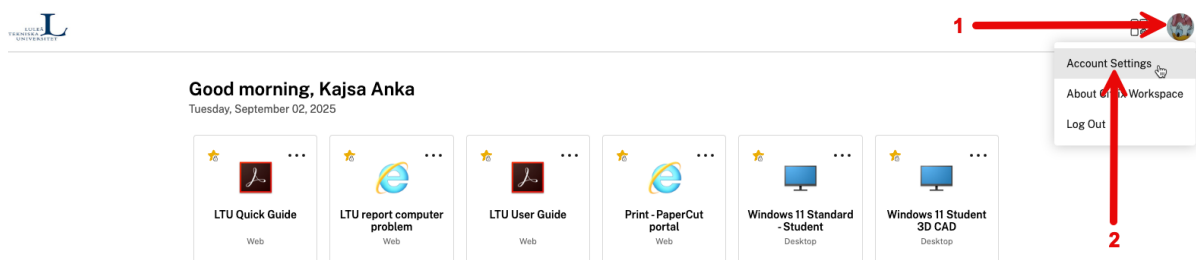 LULEÅ
TEKNISKA
UNIVERSITET
L
1
Account Settings
About Citrix Workspace
Log Out
2
Good morning, Kajsa Anka
Tuesday, September 02, 2025
LTU Quick Guide
Web
LTU report computer
problem
Web
LTU User Guide
Web
Print - PaperCut
portal
Web
Windows 11 Standard
- Student
Desktop
Windows 11 Student
3D CAD
Desktop